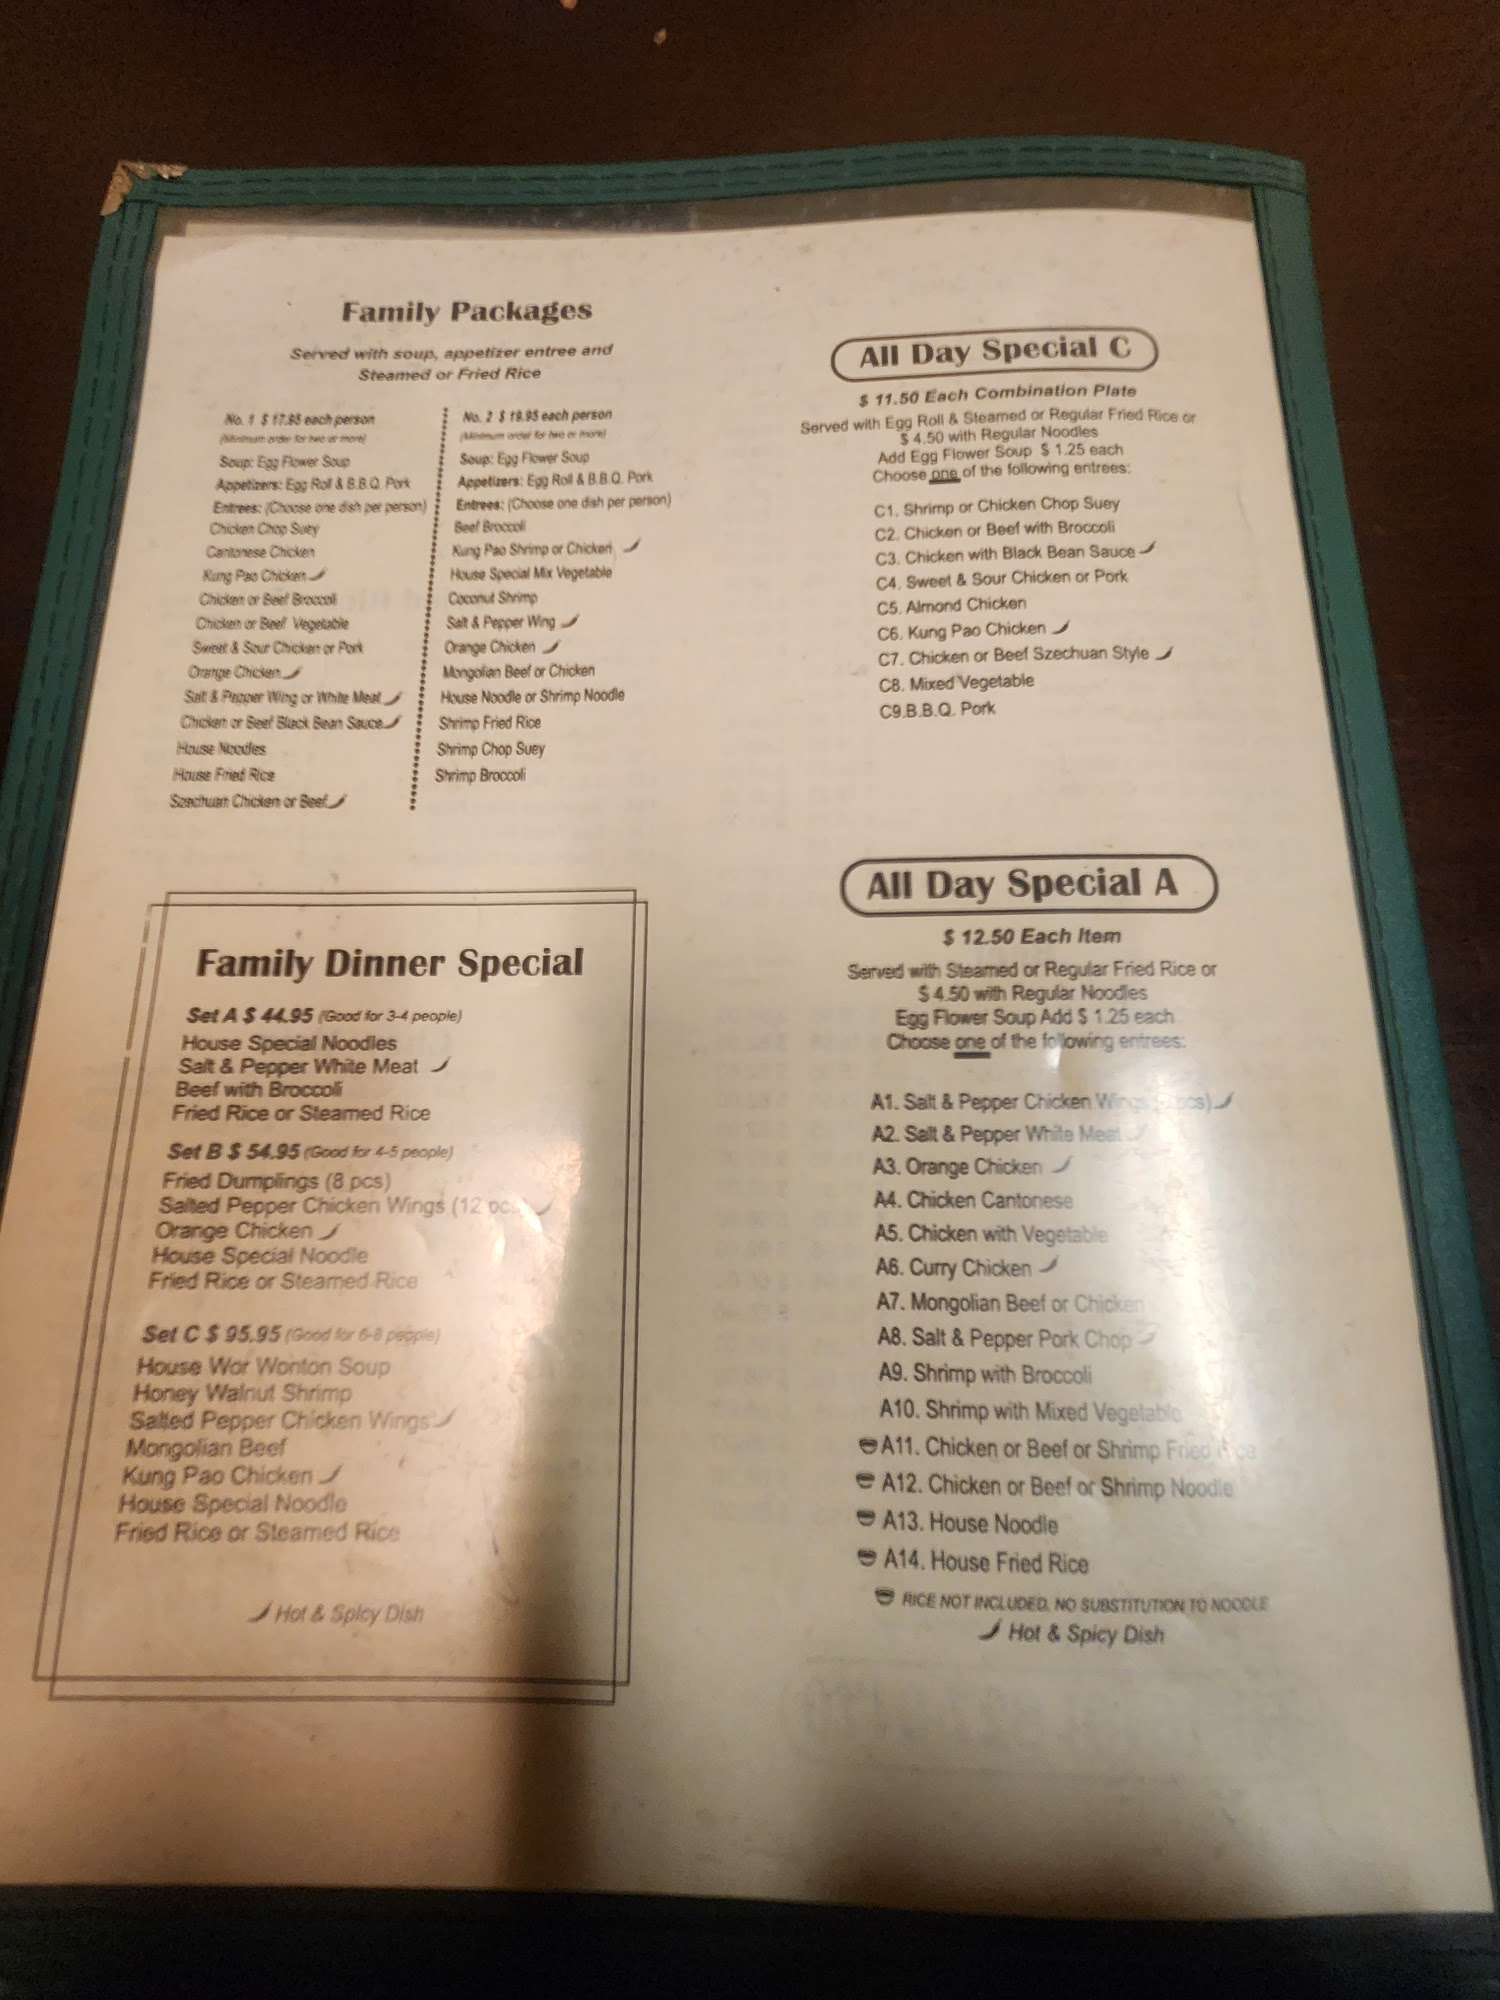 Family Packages
Served with soup, appetizer entree and
Steamed or Fried Rice
No. 1 $ 17.95 each person
(Minimum order for two or more)
Soup: Egg Flower Soup
Appetizers: Egg Roll & B.B.Q. Pork
Entrees: (Choose one dish per person)
Chicken Chop Suey
Cantonese Chicken
Kung Pao Chicken
Chicken or Beef Broccoli
Chicken or Beef Vegetable
Sweet & Sour Chicken or Pork
Orange Chicken
Salt & Pepper Wing or White Meat
Chicken or Beef Black Bean Sauce
House Noodles
House Fried Rice
Szechuan Chicken or Beef
No. 2 $ 19.95 each person
(Minimum order for two or more)
Soup: Egg Flower Soup
Appetizers: Egg Roll & B.B.Q. Pork
Entrees: (Choose one dish per person)
Beef Broccoli
Kung Pao Shrimp or Chicken
House Special Mix Vegetable
Coconut Shrimp
Salt & Pepper Wing
Orange Chicken
Mongolian Beef or Chicken
House Noodle or Shrimp Noodle
Shrimp Fried Rice
Shrimp Chop Suey
Shrimp Broccoli
Family Dinner Special
Set A $ 44.95 (Good for 3-4 people)
House Special Noodles
Salt & Pepper White Meat
Beef with Broccoli
Fried Rice or Steamed Rice
Set B $ 54.95 (Good for 4-5 people)
Fried Dumplings (8 pcs)
Salted Pepper Chicken Wings (12
Orange Chicken
House Special Noodle
Fried Rice or Steamed Rice
Set C $ 95.95 (Good for 6-8 people)
House Wor Wonton Soup
Honey Walnut Shrimp
Salted Pepper Chicken Wings
Mongolian Beef
Kung Pao Chicken
House Special Noodle
Fried Rice or Steamed Rice
Hot & Spicy Dish
All Day Special C
$ 11.50 Each Combination Plate
Served with Egg Roll & Steamed or Regular Fried Rice or
$ 4.50 with Regular Noodles
Add Egg Flower Soup $ 1.25 each
Choose one of the following entrees:
C1. Shrimp or Chicken Chop Suey
C2. Chicken or Beef with Broccoli
C3. Chicken with Black Bean Sauce
C4. Sweet & Sour Chicken or Pork
C5. Almond Chicken
C6. Kung Pao Chicken
C7. Chicken or Beef Szechuan Style
C8. Mixed Vegetable
C9.B.B.Q. Pork
All Day Special A
$ 12.50 Each Item
Served with Steamed or Regular Fried Rice or
$ 4.50 with Regular Noodles
Egg Flower Soup Add $ 1.25 each
Choose one of the following entrees:
A1. Salt & Pepper Chicken Wings
A2. Salt & Pepper White Meat
A3. Orange Chicken
A4. Chicken Cantonese
A5. Chicken with Vegetable
A6. Curry Chicken
A7. Mongolian Beef or Chicken
A8. Salt & Pepper Pork Chop
A9. Shrimp with Broccoli
A10. Shrimp with Mixed Vegetable
A11. Chicken or Beef or Shrimp Fried Rice
A12. Chicken or Beef or Shrimp Noodle
A13. House Noodle
A14. House Fried Rice
RICE NOT INCLUDED, NO SUBSTITUTION TO NOODLE
Hot & Spicy Dish